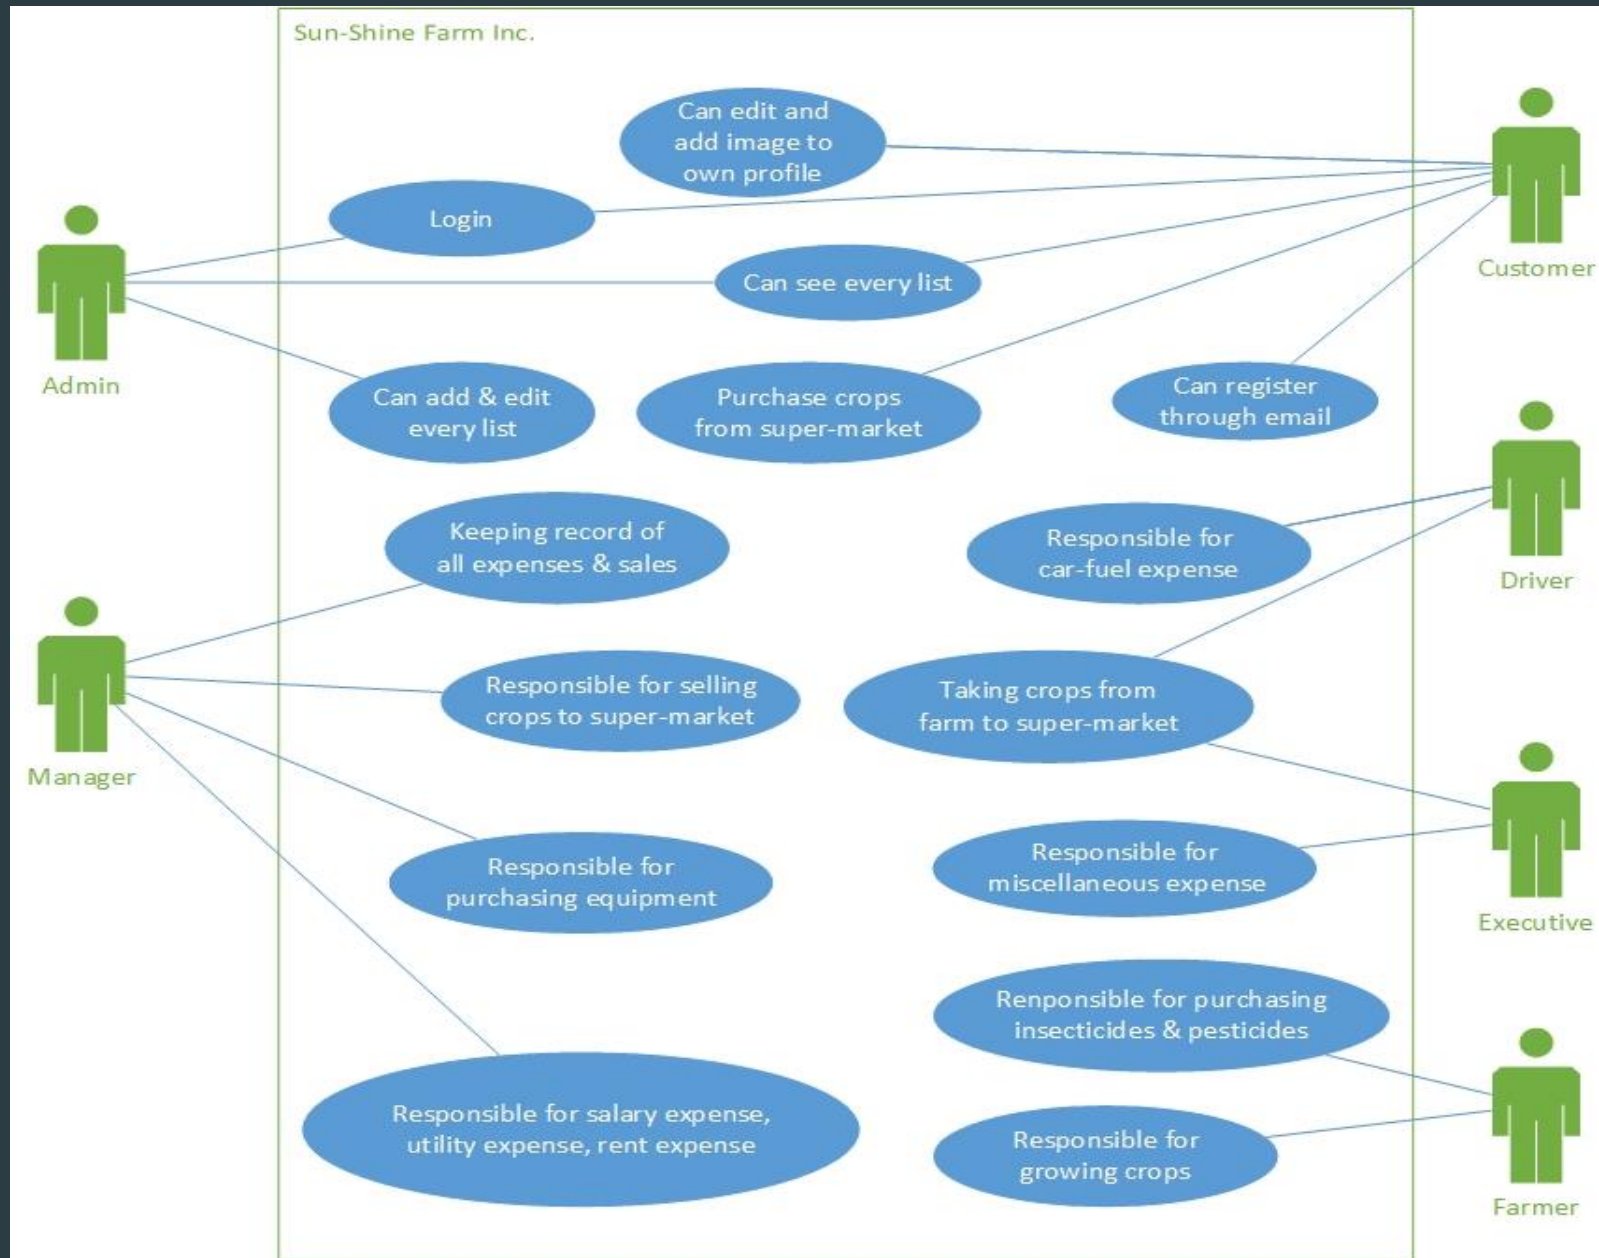 Sun-Shine Farm Inc.
Can edit and
add image to
own profile
Login
Customer
Can see every list
Admin
Can add & edit
every list
Purchase crops
from super-market
Can register
through email
Keeping record of
all expenses & sales
Responsible for
car-fuel expense
Driver
Responsible for selling
crops to super-market
Taking crops from
farm to super-market
Manager
Responsible for
purchasing equipment
Responsible for
miscellaneous expense
Executive
Renponsible for purchasing
insecticides & pesticides
Responsible for salary expense,
utility expense, rent expense
Responsible for
growing crops
Farmer